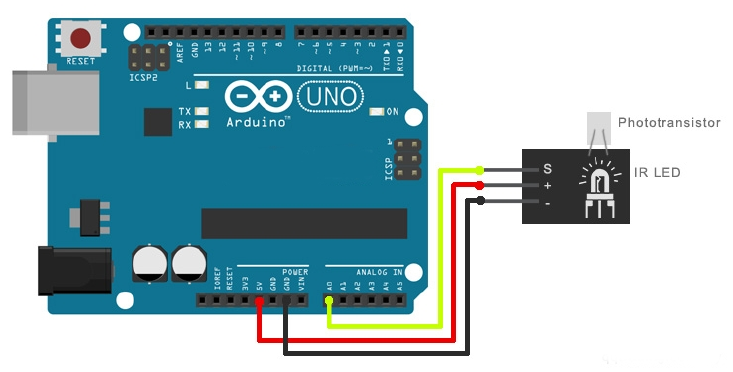 RESET
ICSP2
AREF
GND
13
12
~11
~10
~9
8
7
~6
~5
4
~3
2
TXD▶1
RXD◀0
DIGITAL (PWM=~)
L
TX
RX
Arduino™
UNO
ON
1
ICSP
Phototransistor
S
+
-
IR LED
POWER
ANALOG IN
IOREF
RESET
3V3
5V
GND
GND
VIN
A0
A1
A2
A3
A4
A5